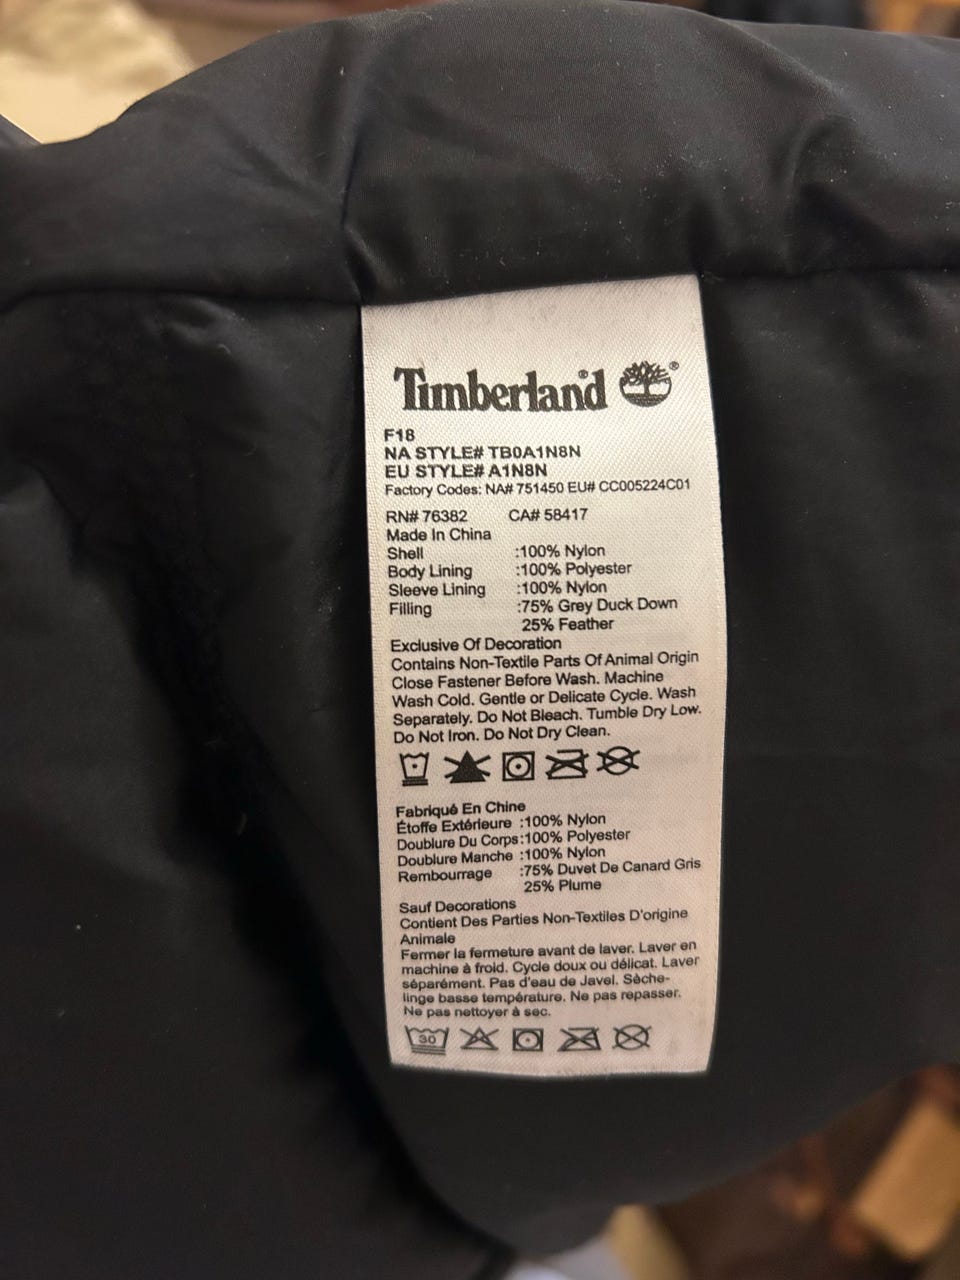 Timberland®
F18
NA STYLE# TB0A1N8N
EU STYLE# A1N8N
Factory Codes: NA# 751450 EU# CC005224C01
RN# 76382 CA# 58417
Made In China
Shell :100% Nylon
Body Lining :100% Polyester
Sleeve Lining :100% Nylon
Filling :75% Grey Duck Down
25% Feather
Exclusive Of Decoration
Contains Non-Textile Parts Of Animal Origin
Close Fastener Before Wash. Machine
Wash Cold. Gentle or Delicate Cycle. Wash
Separately. Do Not Bleach. Tumble Dry Low.
Do Not Iron. Do Not Dry Clean.
Fabriqué En Chine
Étoffe Extérieure :100% Nylon
Doublure Du Corps:100% Polyester
Doublure Manche :100% Nylon
Rembourrage :75% Duvet De Canard Gris
25% Plume
Sauf Decorations
Contient Des Parties Non-Textiles D'origine
Animale
Fermer la fermeture avant de laver. Laver en
machine à froid. Cycle doux ou délicat. Laver
séparément. Pas d'eau de Javel. Sèche-
linge basse température. Ne pas repasser.
Ne pas nettoyer à sec.
30